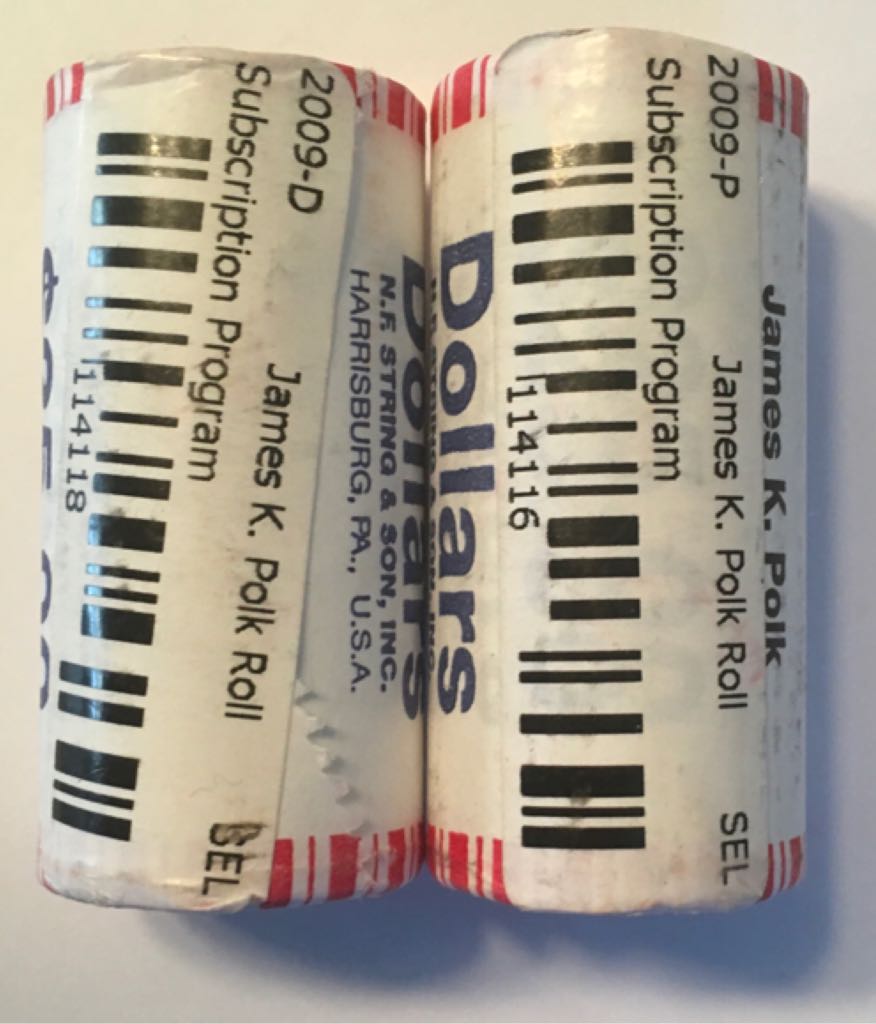 2009-D
James K. Polk Roll
Subscription Program
SEL
114118
Dollars
N.F. STRING & SON, INC.
HARRISBURG, PA., U.S.A.
2009-P
James K. Polk Roll
Subscription Program
SEL
114116
Dollars
James K. Polk